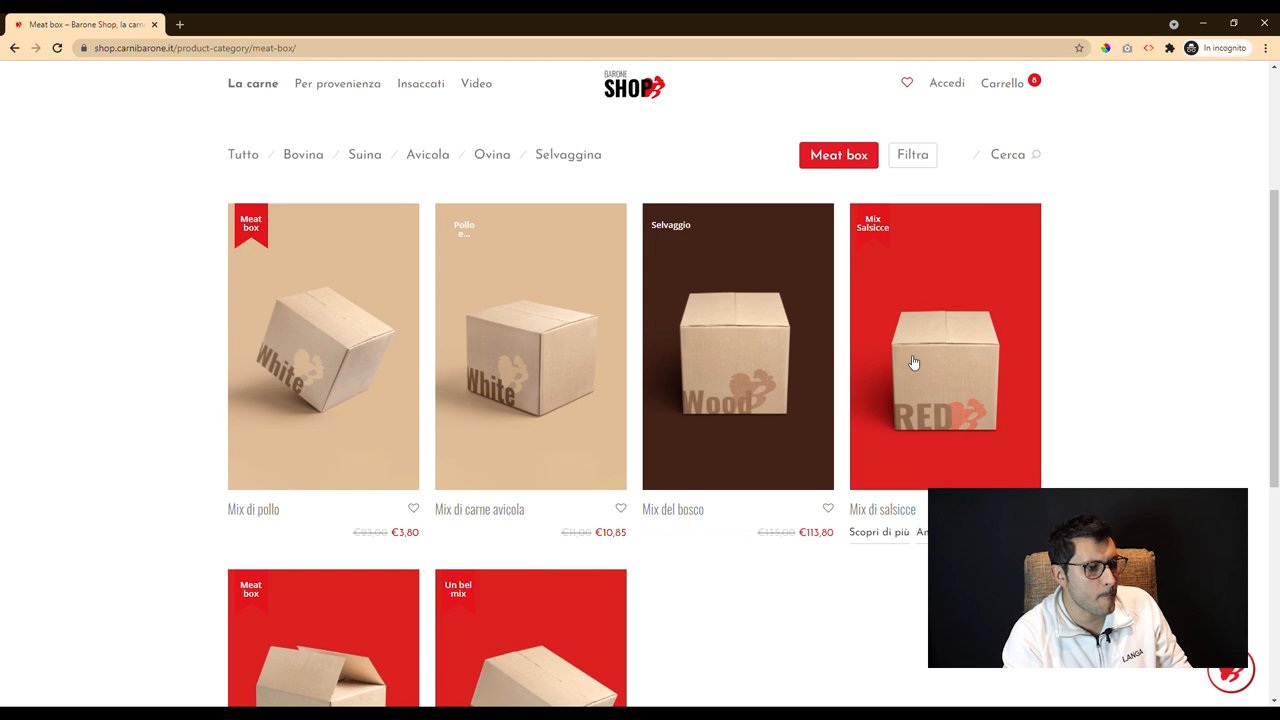 Meat box – Barone Shop, la carn
shop.carnibarone.it/product-category/meat-box/
In incognito
La carne
Per provenienza
Insaccati
Video
BARONE
SHOP
Accedi
Carrello
8
Tutto / Bovina / Suina / Avicola / Ovina / Selvaggina
Meat box
Filtra
/ Cerca
Meat
box
White
Pollo
e...
White
Selvaggio
Wood
Mix
Salsicce
RED
Mix di pollo
€93,00 €3,80
Mix di carne avicola
€11,00 €10,85
Mix del bosco
€135,00 €113,80
Mix di salsicce
Scopri di più
Meat
box
Un bel
mix
LANGA